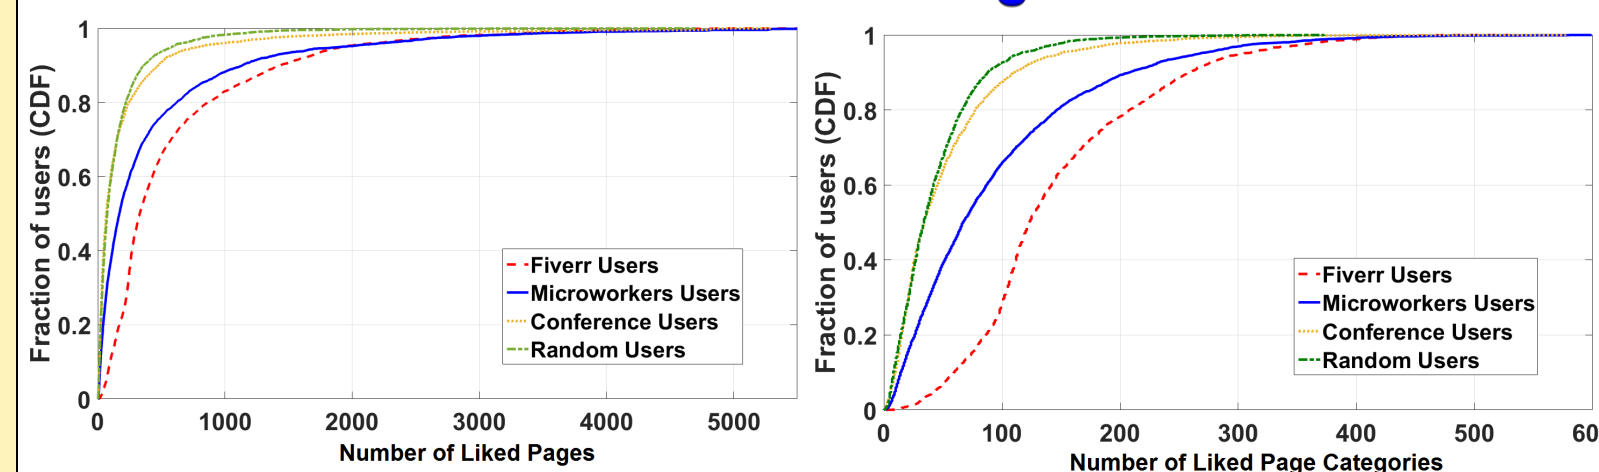 1
0.8
0.6
0.4
0.2
0
0 1000 2000 3000 4000 5000
Fraction of users (CDF)
Number of Liked Pages
Fiverr Users
Microworkers Users
Conference Users
Random Users
1
0.8
0.6
0.4
0.2
0
0 100 200 300 400 500 60
Fraction of users (CDF)
Number of Liked Page Categories
Fiverr Users
Microworkers Users
Conference Users
Random Users